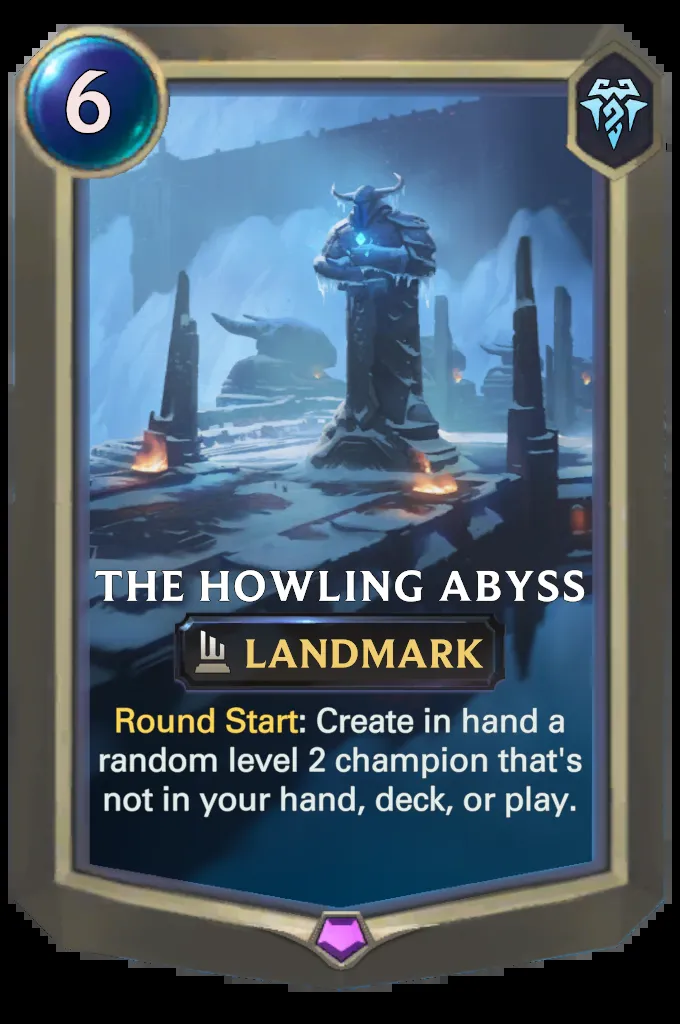 6
THE HOWLING ABYSS
LANDMARK
Round Start: Create in hand a
random level 2 champion that's
not in your hand, deck, or play.